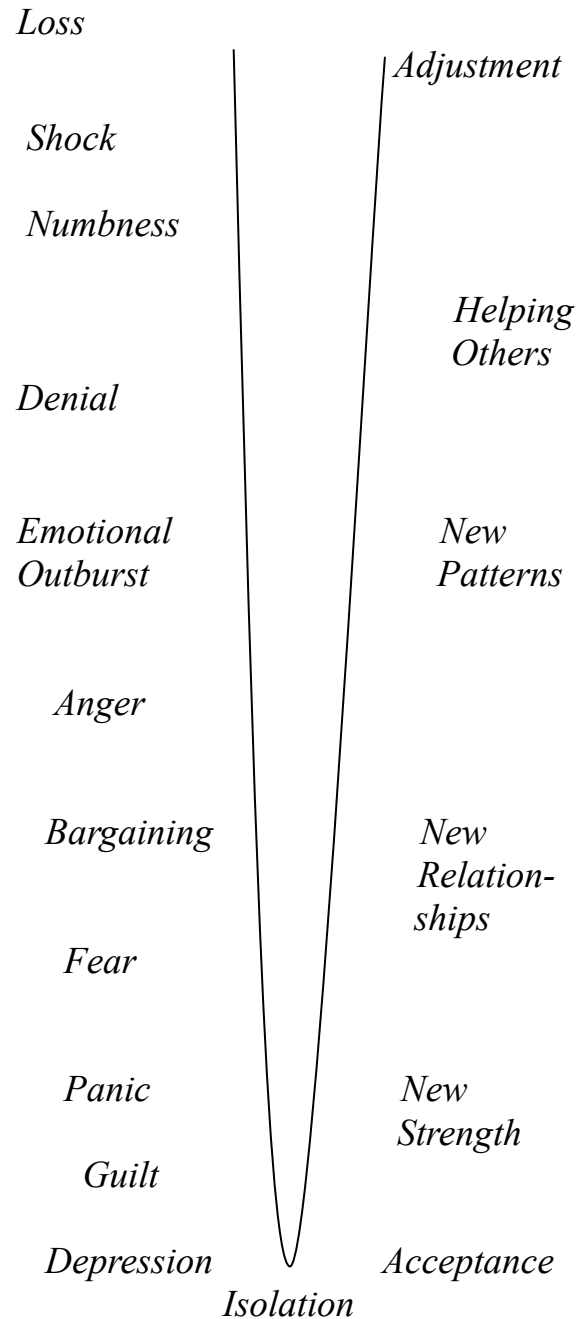 Loss
Shock
Numbness
Denial
Emotional
Outburst
Anger
Bargaining
Fear
Panic
Guilt
Depression
Isolation
Adjustment
Helping
Others
New
Patterns
New
Relation-
ships
New
Strength
Acceptance